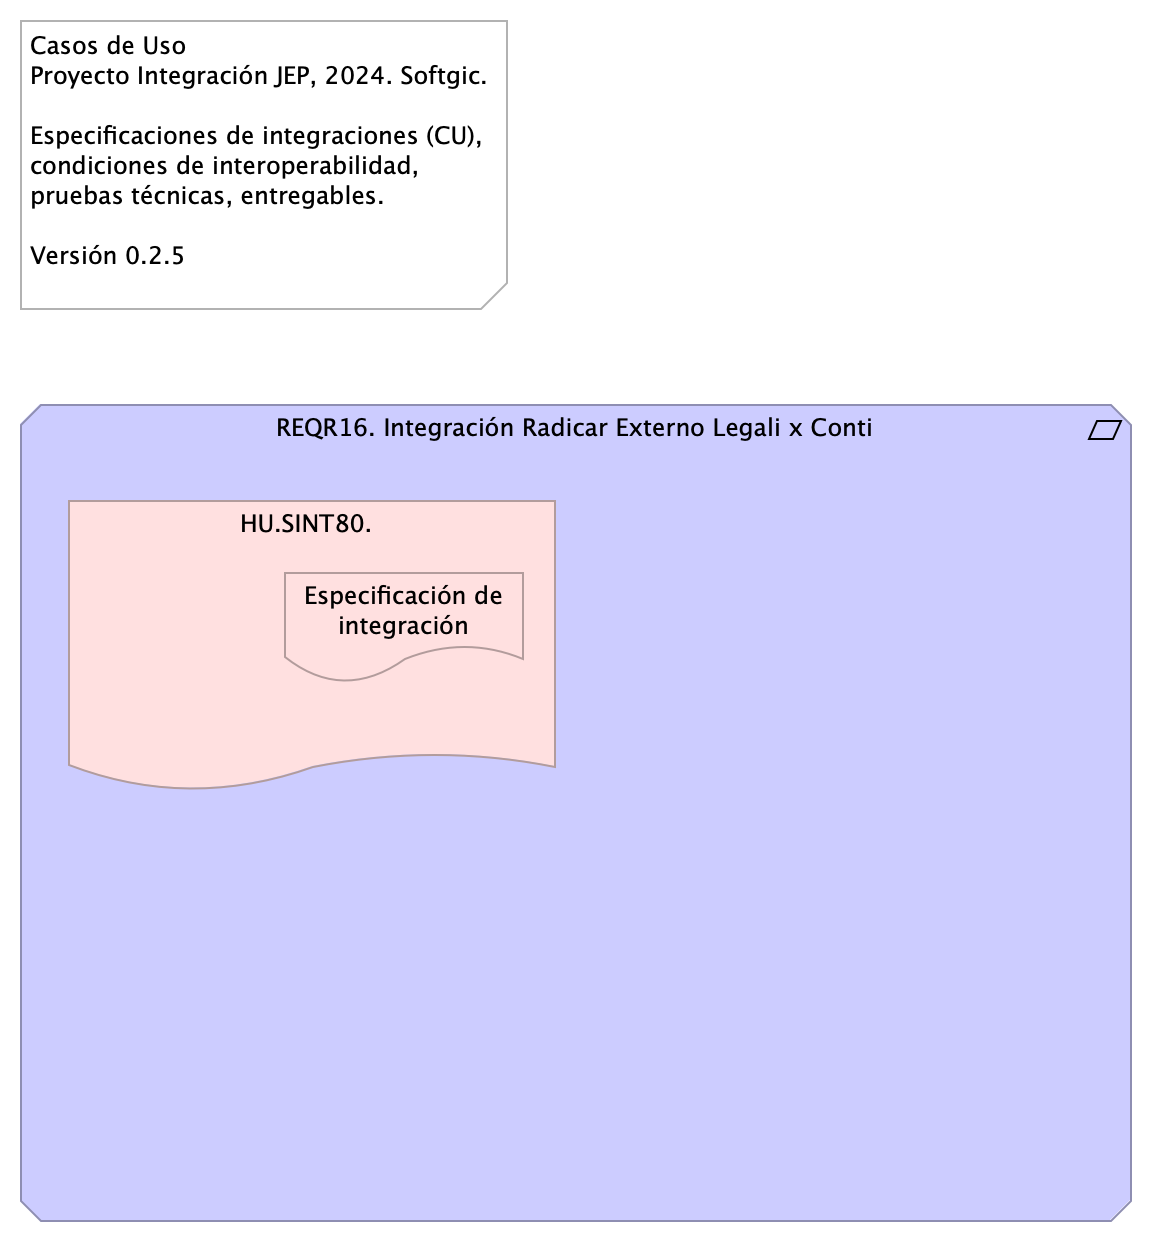 Casos de Uso
Proyecto Integración JEP, 2024. Softgic.
Especificaciones de integraciones (CU),
condiciones de interoperabilidad,
pruebas técnicas, entregables.
Versión 0.2.5
REQR16. Integración Radicar Externo Legali x Conti
HU.SINT80.
Especificación de
integración